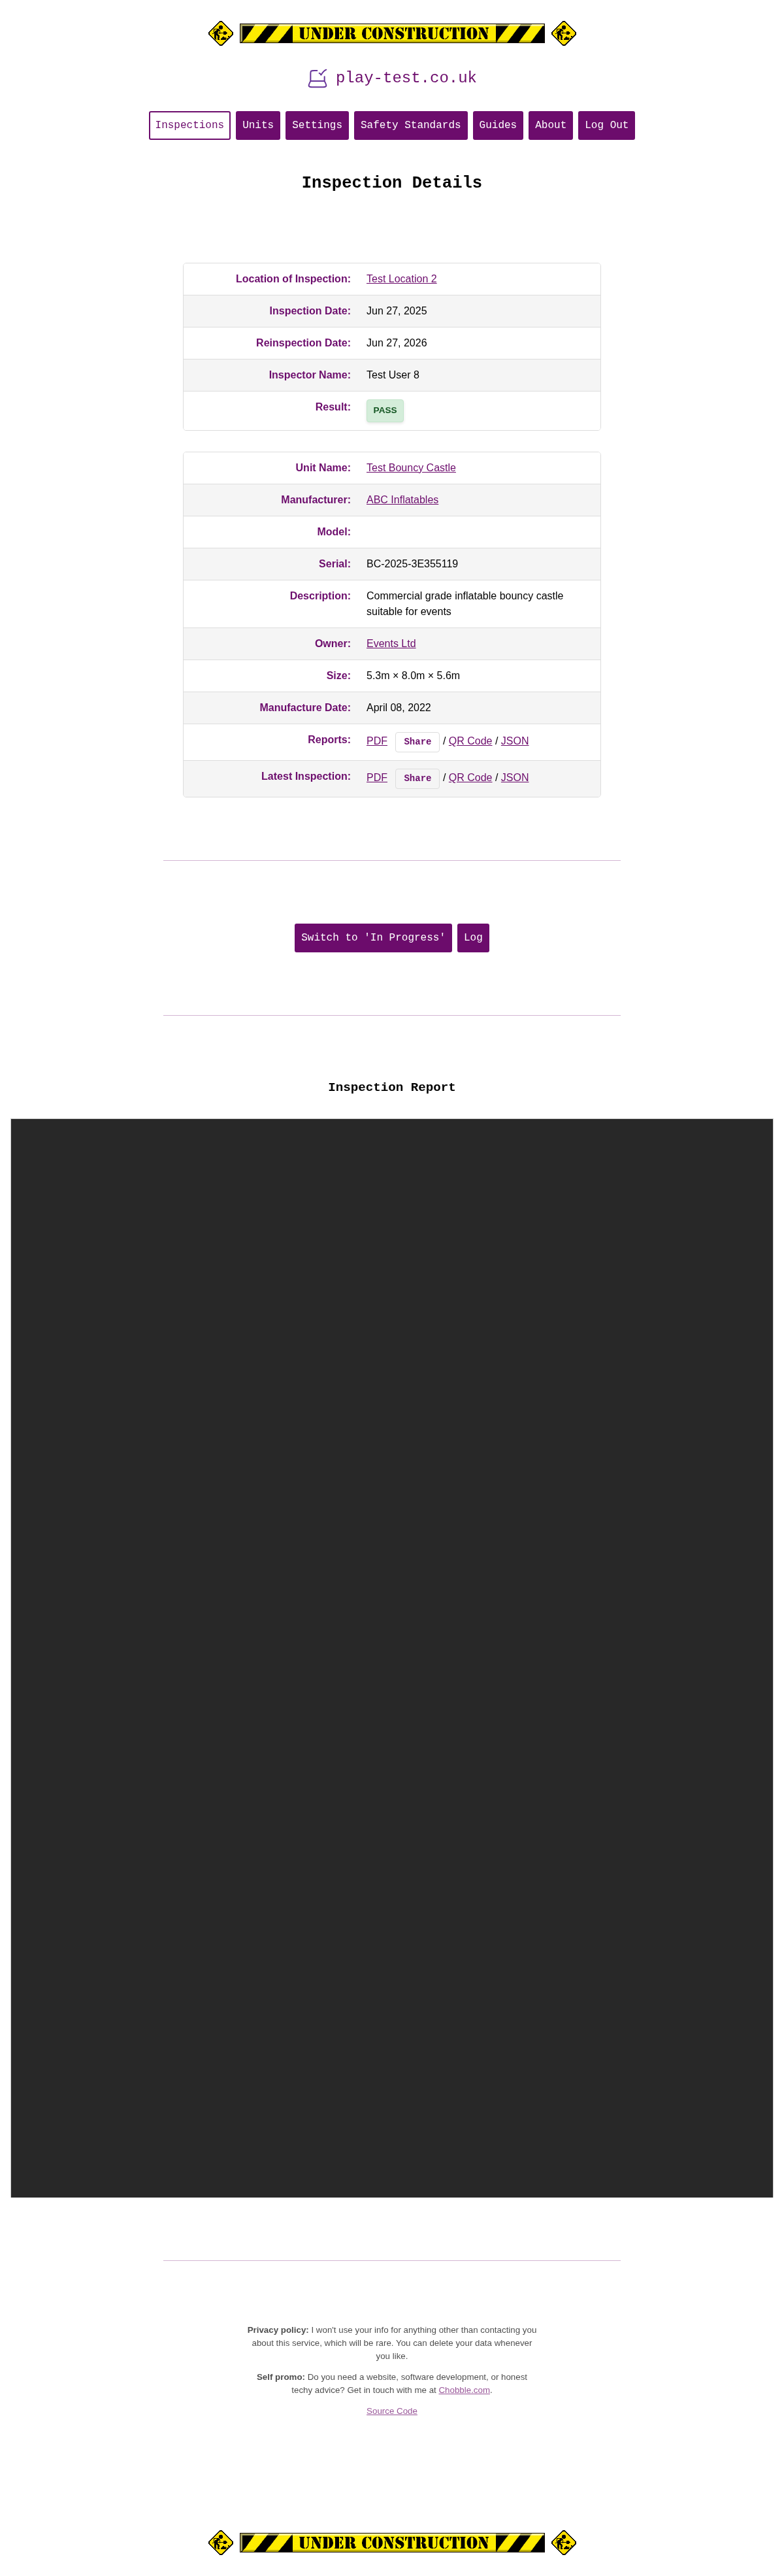 UNDER CONSTRUCTION
play-test.co.uk
Inspections Units Settings Safety Standards Guides About Log Out
Inspection Details
Location of Inspection: Test Location 2
Inspection Date: Jun 27, 2025
Reinspection Date: Jun 27, 2026
Inspector Name: Test User 8
Result: PASS
Unit Name: Test Bouncy Castle
Manufacturer: ABC Inflatables
Model:
Serial: BC-2025-3E355119
Description: Commercial grade inflatable bouncy castle
suitable for events
Owner: Events Ltd
Size: 5.3m × 8.0m × 5.6m
Manufacture Date: April 08, 2022
Reports: PDF Share / QR Code / JSON
Latest Inspection: PDF Share / QR Code / JSON
Switch to 'In Progress' Log
Inspection Report
Privacy policy: I won't use your info for anything other than contacting you
about this service, which will be rare. You can delete your data whenever
you like.
Self promo: Do you need a website, software development, or honest
techy advice? Get in touch with me at Chobble.com.
Source Code
UNDER CONSTRUCTION